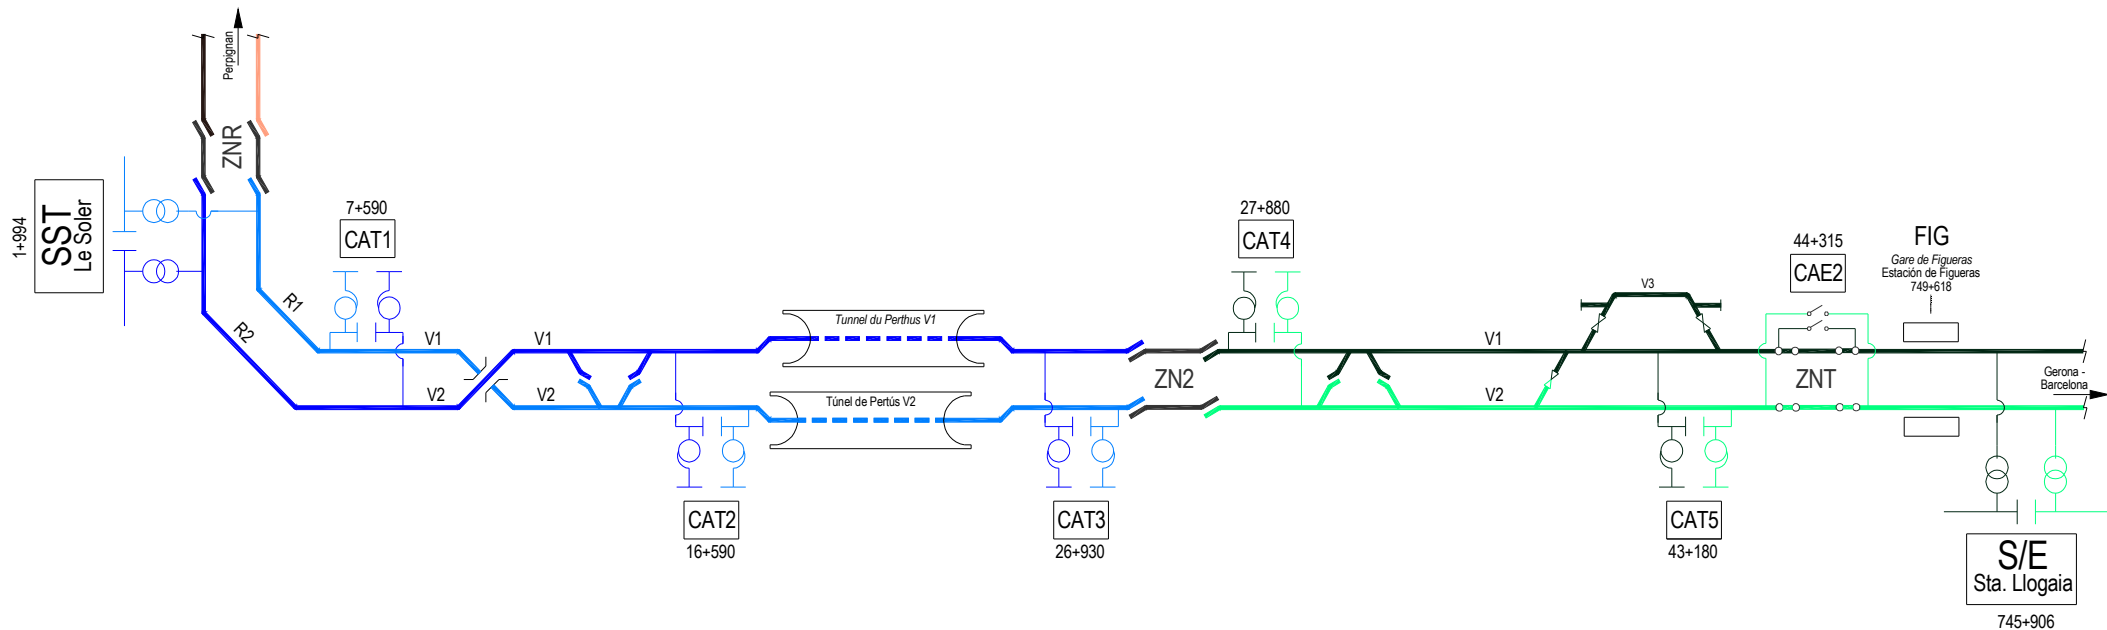 Perpignan
ZNR
1+994
SST
Le Soler
R1
R2
7+590
CAT1
V1
V2
V1
V2
Tunnel du Perthus V1
Túnel de Pertús V2
CAT2
16+590
CAT3
26+930
ZN2
27+880
CAT4
V1
V2
V3
CAT5
43+180
44+315
CAE2
ZNT
FIG
Gare de Figueras
Estación de Figueras
749+618
Gerona -
Barcelona
S/E
Sta. Llogaia
745+906